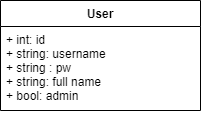 User
+ int: id
+ string: username
+ string : pw
+ string: full name
+ bool: admin